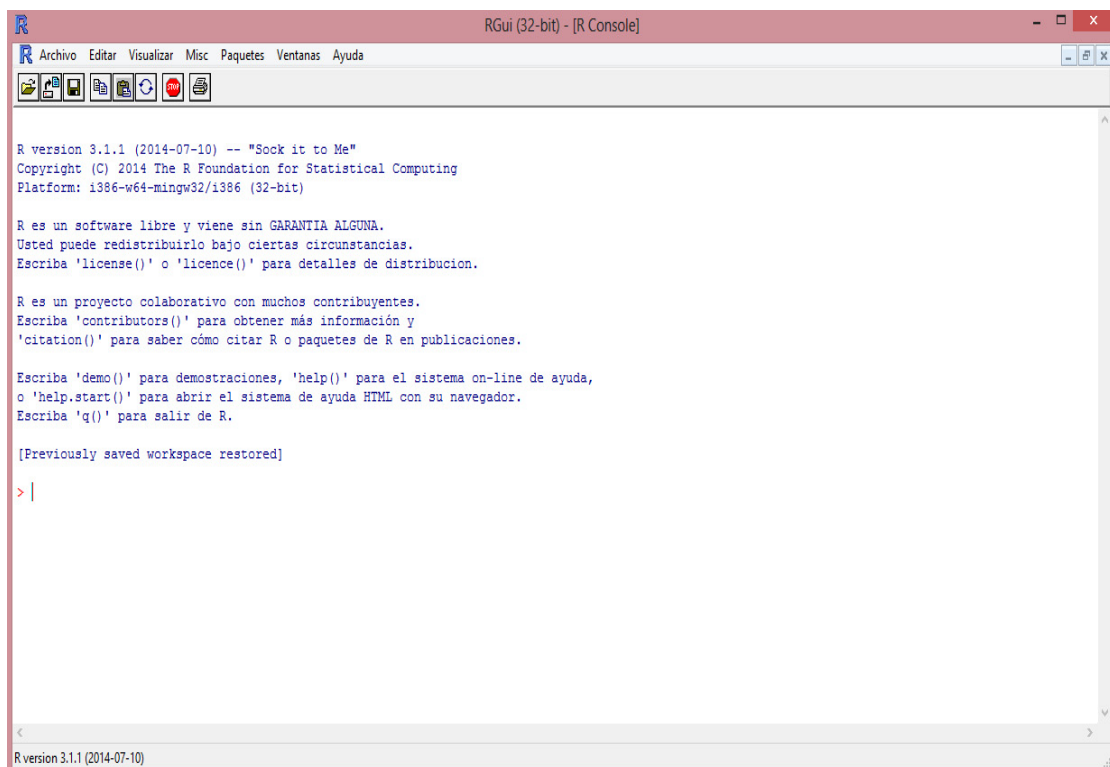 RGui (32-bit) - [R Console]
Archivo Editar Visualizar Misc Paquetes Ventanas Ayuda
STOP
R version 3.1.1 (2014-07-10) -- "Sock it to Me"
Copyright (C) 2014 The R Foundation for Statistical Computing
Platform: i386-w64-mingw32/i386 (32-bit)
R es un software libre y viene sin GARANTIA ALGUNA.
Usted puede redistribuirlo bajo ciertas circunstancias.
Escriba 'license()' o 'licence()' para detalles de distribucion.
R es un proyecto colaborativo con muchos contribuyentes.
Escriba 'contributors()' para obtener más información y
'citation()' para saber cómo citar R o paquetes de R en publicaciones.
Escriba 'demo()' para demostraciones, 'help()' para el sistema on-line de ayuda,
o 'help.start()' para abrir el sistema de ayuda HTML con su navegador.
Escriba 'q()' para salir de R.
[Previously saved workspace restored]
>
R version 3.1.1 (2014-07-10)